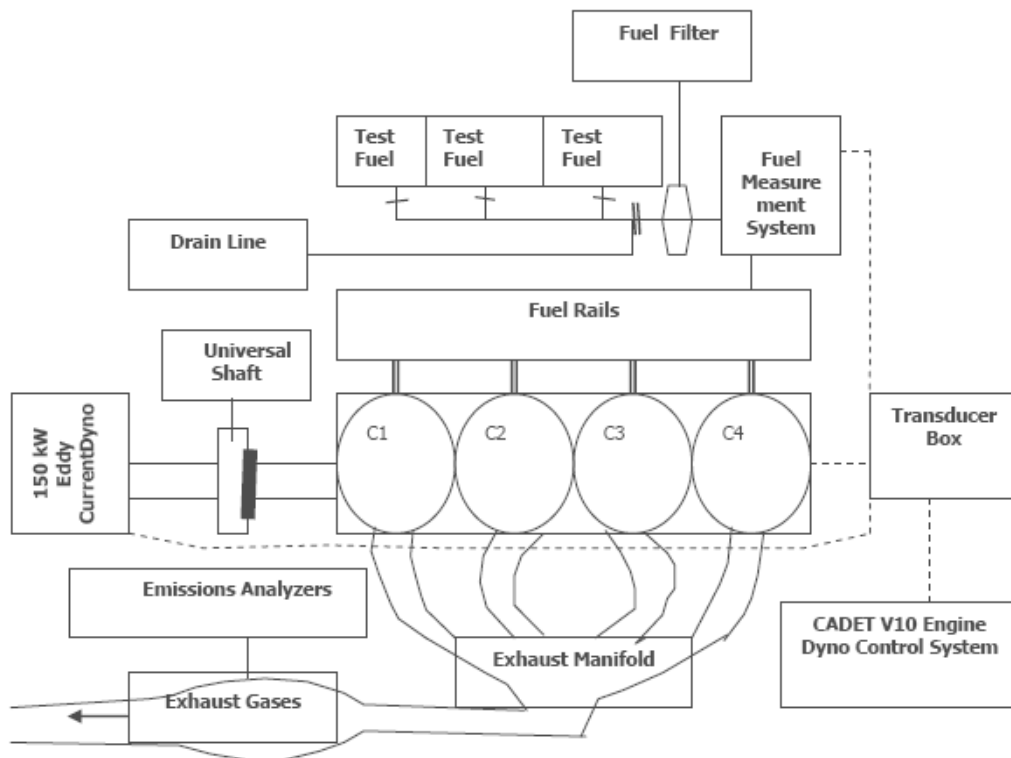 Fuel Filter
Test
Fuel
Test
Fuel
Test
Fuel
Fuel
Measure
ment
System
Drain Line
Fuel Rails
Universal
Shaft
150 kW
Eddy
CurrentDyno
C1
C2
C3
C4
Transducer
Box
Emissions Analyzers
Exhaust Manifold
CADET V10 Engine
Dyno Control System
Exhaust Gases